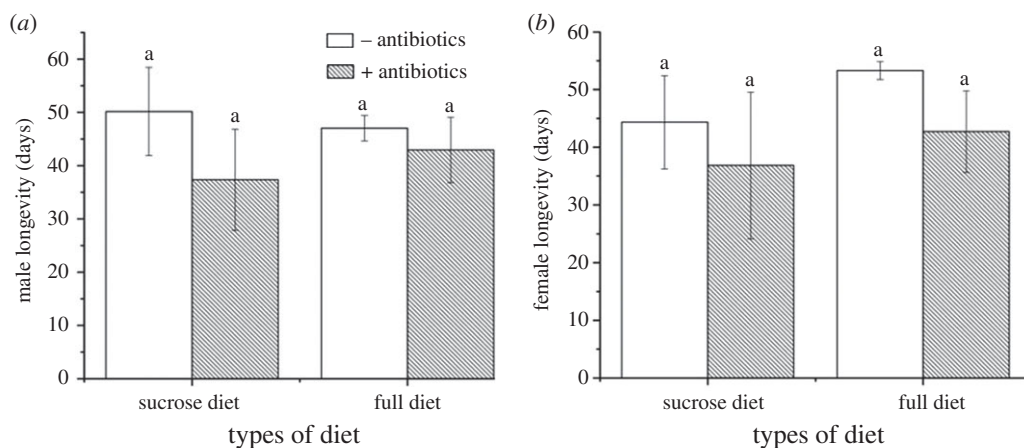 (a)
60
50
40
30
20
10
0
male longevity (days)
– antibiotics
+ antibiotics
a
a
a
a
sucrose diet
full diet
types of diet
(b)
60
50
40
30
20
10
0
female longevity (days)
a
a
a
a
sucrose diet
full diet
types of diet